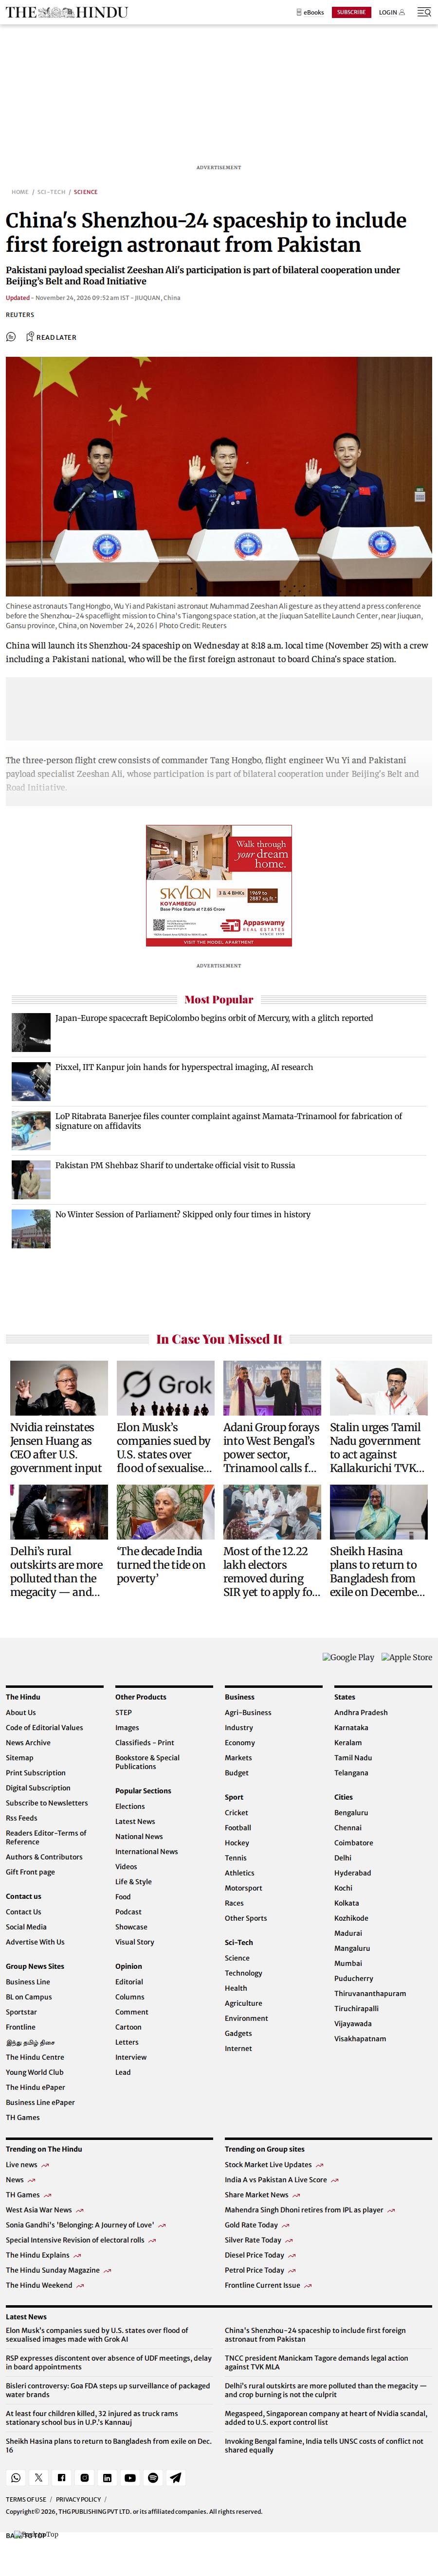 THE HINDU
eBooks
SUBSCRIBE
LOGIN
ADVERTISEMENT
HOME / SCI-TECH / SCIENCE
China's Shenzhou-24 spaceship to include
first foreign astronaut from Pakistan
Pakistani payload specialist Zeeshan Ali's participation is part of bilateral cooperation under
Beijing’s Belt and Road Initiative
Updated - November 24, 2026 09:52 am IST - JIUQUAN, China
REUTERS
READ LATER
Chinese astronauts Tang Hongbo, Wu Yi and Pakistani astronaut Muhammad Zeeshan Ali gesture as they attend a press conference
before the Shenzhou-24 spaceflight mission to China's Tiangong space station, at the Jiuquan Satellite Launch Center, near Jiuquan,
Gansu province, China, on November 24, 2026 | Photo Credit: Reuters
China will launch its Shenzhou-24 spaceship on Wednesday at 8:18 a.m. local time (November 25) with a crew
including a Pakistani national, who will be the first foreign astronaut to board China’s space station.
The three-person flight crew consists of commander Tang Hongbo, flight engineer Wu Yi and Pakistani
payload specialist Zeeshan Ali, whose participation is part of bilateral cooperation under Beijing’s Belt and
Road Initiative.
Walk through
your dream
home.
SKYLON
KOYAMBEDU
Base Price Starts at ₹2.65 Crore
3 & 4 BHKs
1969 to
2887 sq.ft.*
Appaswamy
REAL ESTATES
VISIT THE MODEL APARTMENT
ADVERTISEMENT
Most Popular
Japan-Europe spacecraft BepiColombo begins orbit of Mercury, with a glitch reported
Pixxel, IIT Kanpur join hands for hyperspectral imaging, AI research
LoP Ritabrata Banerjee files counter complaint against Mamata-Trinamool for fabrication of
signature on affidavits
Pakistan PM Shehbaz Sharif to undertake official visit to Russia
No Winter Session of Parliament? Skipped only four times in history
In Case You Missed It
Grok
Nvidia reinstates
Jensen Huang as
CEO after U.S.
government input
Elon Musk’s
companies sued by
U.S. states over
flood of sexualise...
Adani Group forays
into West Bengal’s
power sector,
Trinamool calls f...
Stalin urges Tamil
Nadu government
to act against
Kallakurichi TVK...
Delhi’s rural
outskirts are more
polluted than the
megacity — and...
‘The decade India
turned the tide on
poverty’
Most of the 12.22
lakh electors
removed during
SIR yet to apply fo...
Sheikh Hasina
plans to return to
Bangladesh from
exile on Decembe...
Google Play
Apple Store
The Hindu
About Us
Code of Editorial Values
News Archive
Sitemap
Print Subscription
Digital Subscription
Subscribe to Newsletters
Rss Feeds
Readers Editor-Terms of
Reference
Authors & Contributors
Gift Front page
Contact us
Contact Us
Social Media
Advertise With Us
Group News Sites
Business Line
BL on Campus
Sportstar
Frontline
இந்து தமிழ் திசை
The Hindu Centre
Young World Club
The Hindu ePaper
Business Line ePaper
TH Games
Other Products
STEP
Images
Classifieds - Print
Bookstore & Special
Publications
Popular Sections
Elections
Latest News
National News
International News
Videos
Life & Style
Food
Podcast
Showcase
Visual Story
Opinion
Editorial
Columns
Comment
Cartoon
Letters
Interview
Lead
Business
Agri-Business
Industry
Economy
Markets
Budget
Sport
Cricket
Football
Hockey
Tennis
Athletics
Motorsport
Races
Other Sports
Sci-Tech
Science
Technology
Health
Agriculture
Environment
Gadgets
Internet
States
Andhra Pradesh
Karnataka
Keralam
Tamil Nadu
Telangana
Cities
Bengaluru
Chennai
Coimbatore
Delhi
Hyderabad
Kochi
Kolkata
Kozhikode
Madurai
Mangaluru
Mumbai
Puducherry
Thiruvananthapuram
Tiruchirapalli
Vijayawada
Visakhapatnam
Trending on The Hindu
Live news
News
TH Games
West Asia War News
Sonia Gandhi's 'Belonging: A Journey of Love'
Special Intensive Revision of electoral rolls
The Hindu Explains
The Hindu Sunday Magazine
The Hindu Weekend
Trending on Group sites
Stock Market Live Updates
India A vs Pakistan A Live Score
Share Market News
Mahendra Singh Dhoni retires from IPL as player
Gold Rate Today
Silver Rate Today
Diesel Price Today
Petrol Price Today
Frontline Current Issue
Latest News
Elon Musk’s companies sued by U.S. states over flood of
sexualised images made with Grok AI
China's Shenzhou-24 spaceship to include first foreign
astronaut from Pakistan
RSP expresses discontent over absence of UDF meetings, delay
in board appointments
TNCC president Manickam Tagore demands legal action
against TVK MLA
Bisleri controversy: Goa FDA steps up surveillance of packaged
water brands
Delhi’s rural outskirts are more polluted than the megacity —
and crop burning is not the culprit
At least four children killed, 32 injured as truck rams
stationary school bus in U.P.’s Kannauj
Megaspeed, Singaporean company at heart of Nvidia scandal,
added to U.S. export control list
Sheikh Hasina plans to return to Bangladesh from exile on Dec.
16
Invoking Bengal famine, India tells UNSC costs of conflict not
shared equally
TERMS OF USE / PRIVACY POLICY /
Copyright© 2026, THG PUBLISHING PVT LTD. or its affiliated companies. All rights reserved.
BACK TO TOP
Back to Top